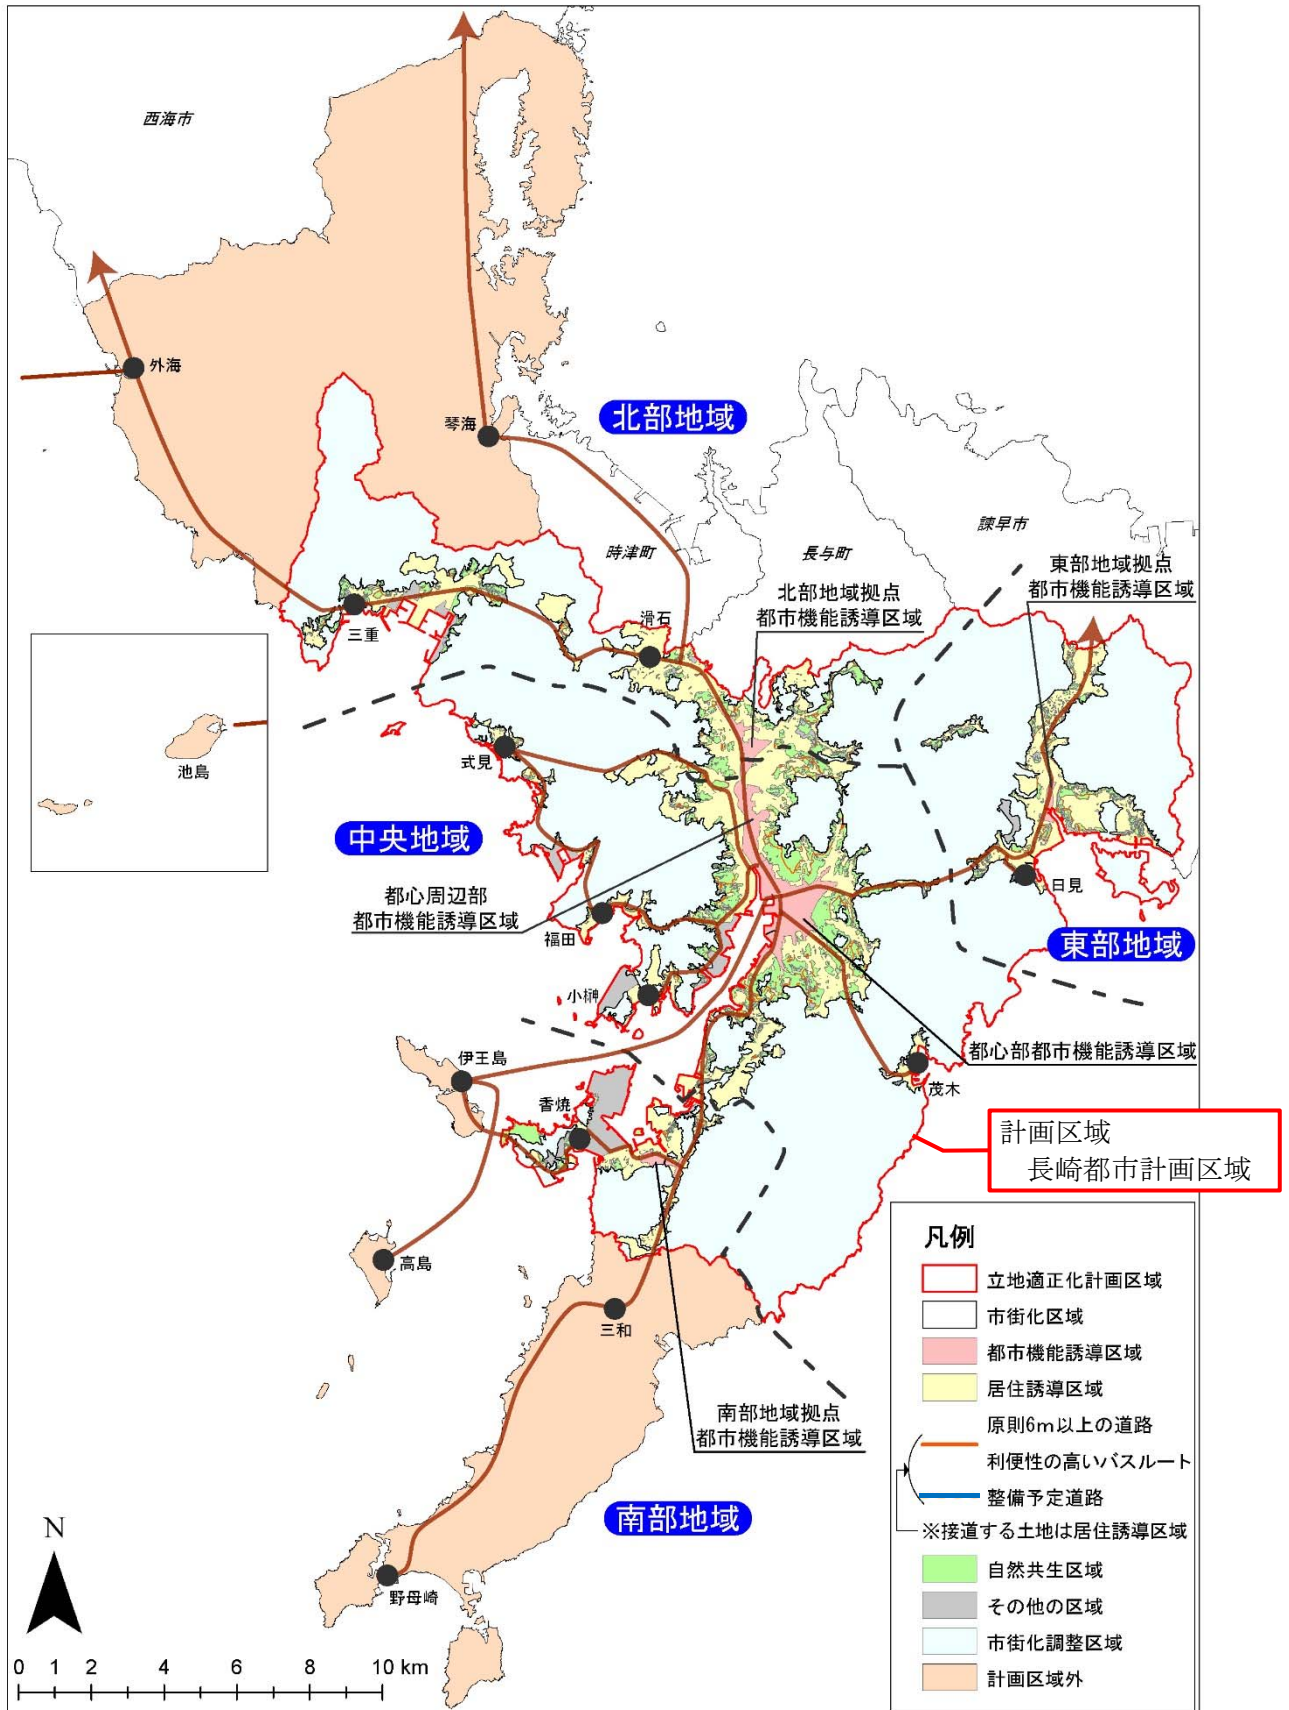 西海市
外海
琴海
北部地域
時津町
長与町
諫早市
東部地域拠点
都市機能誘導区域
北部地域拠点
都市機能誘導区域
三重
滑石
池島
式見
中央地域
都心周辺部
都市機能誘導区域
福田
日見
東部地域
小榊
都心部都市機能誘導区域
伊王島
茂木
香焼
計画区域
長崎都市計画区域
高島
三和
南部地域拠点
都市機能誘導区域
南部地域
野母崎
N
0 1 2 4 6 8 10 km
凡例
立地適正化計画区域
市街化区域
都市機能誘導区域
居住誘導区域
原則6m以上の道路
利便性の高いバスルート
整備予定道路
※接道する土地は居住誘導区域
自然共生区域
その他の区域
市街化調整区域
計画区域外